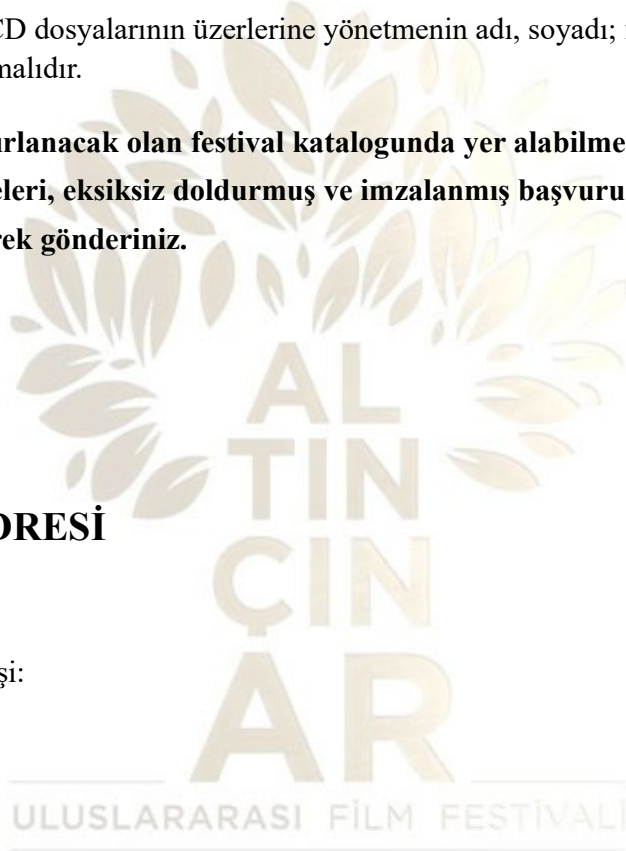 CD dosyalarının üzerlerine yönetmenin adı, soyadı;
malıdır.
rlanacak olan festival katalogunda yer alabilme
eleri, eksiksiz doldurmuş ve imzalanmış başvuru
rek gönderiniz.
AL
TIN
DRESİ
ÇIN
şi:
AR
ULUSLARARASI FİLM FESTİVALİ